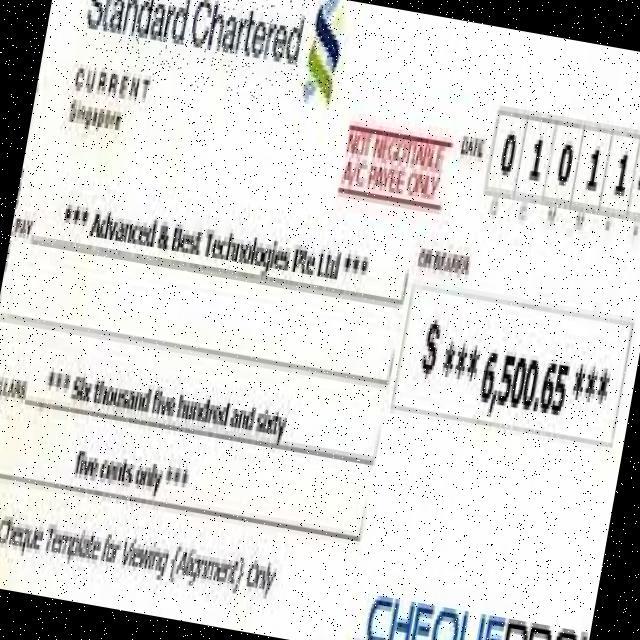 Standard Chartered
CURRENT
Singapore
NOT NEGOTIABLE
A/C PAYEE ONLY
DATE 0 1 0 1 1
PAY *** Advanced & Best Technologies Pte Ltd ***
OR BEARER
$ *** 6,500.65 ***
*** Six thousand five hundred and sixty
five cents only ***
Cheque Template for Viewing (Alignment) Only